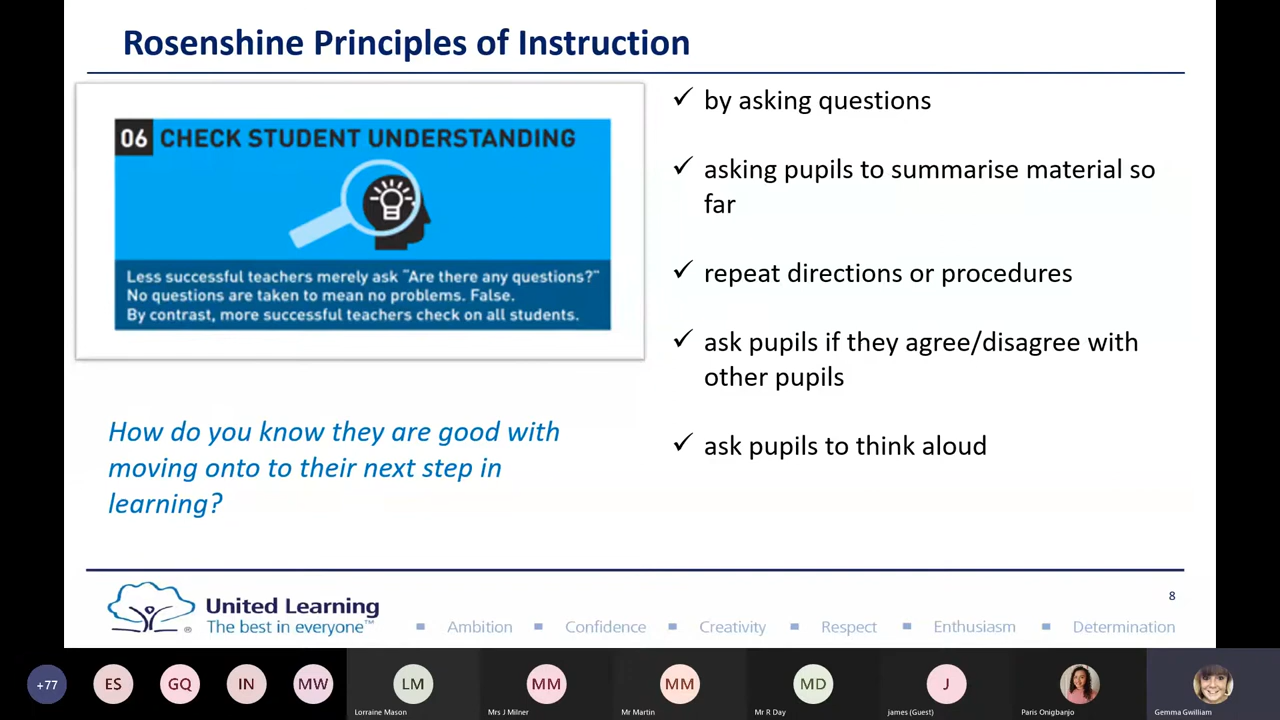 Rosenshine Principles of Instruction
06 CHECK STUDENT UNDERSTANDING
Less successful teachers merely ask "Are there any questions?"
No questions are taken to mean no problems. False.
By contrast, more successful teachers check on all students.
How do you know they are good with
moving onto to their next step in
learning?
✓ by asking questions
✓ asking pupils to summarise material so
far
✓ repeat directions or procedures
✓ ask pupils if they agree/disagree with
other pupils
✓ ask pupils to think aloud
8
United Learning
The best in everyone™
®
▪ Ambition ▪ Confidence ▪ Creativity ▪ Respect ▪ Enthusiasm ▪ Determination
+77 ES GQ IN MW LM MM MM MD J
Lorraine Mason Mrs J Milner Mr Martin Mr R Day james (Guest) Paris Onigbanjo Gemma Gwilliam